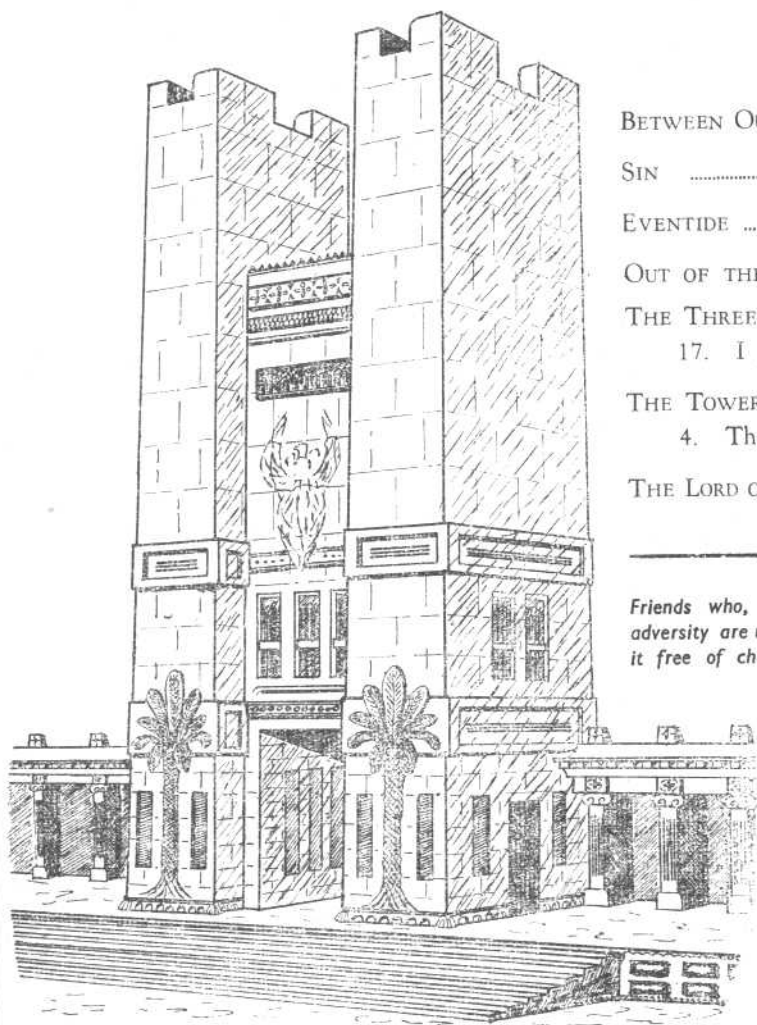 BETWEEN
SIN ....................
EVENTIDE ...
OUT OF THE
THE THREE
17. I
THE TOWER
4. Th
THE LORD
Friends who,
adversity are
it free of ch